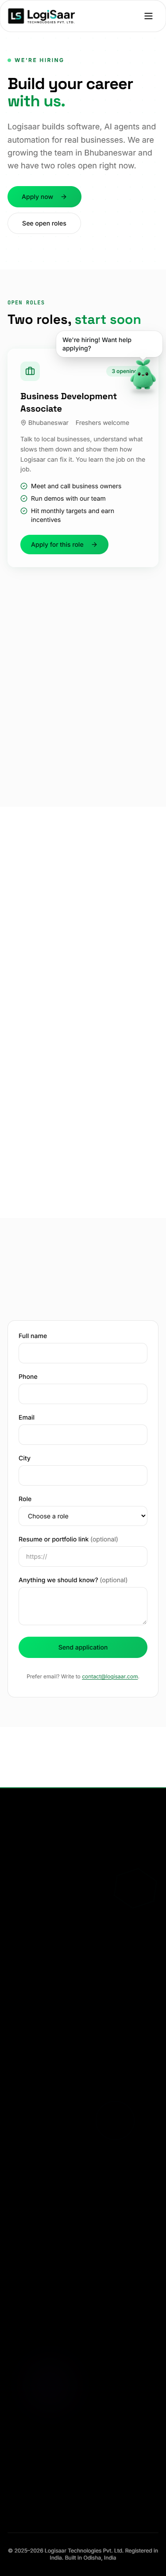 LS LogiSaar
TECHNOLOGIES PVT. LTD.
WE'RE HIRING
Build your career
with us.
Logisaar builds software, AI agents and
automation for businesses. We are
growing the team in Bhubaneswar and
we have two roles open right now.
Apply now
See open roles
OPEN ROLES
Two roles, start soon
We're hiring! Want help
applying?
3 openings
Business Development
Associate
Bhubaneswar Freshers welcome
Talk to local businesses, understand what
slows them down and show them how
Logisaar can fix it. You learn on the
job.
Meet and call business owners
Run demos with our team
Hit monthly targets and earn
incentives
Apply for this role
Full name
Phone
Email
City
Role
Choose a role
Resume or portfolio link (optional)
https://
Anything we should know? (optional)
Send application
Prefer email? Write to contact@logisaar.com.
© 2025–2026 Logisaar Technologies Pvt. Ltd. Registered in
India. Built in Odisha, India